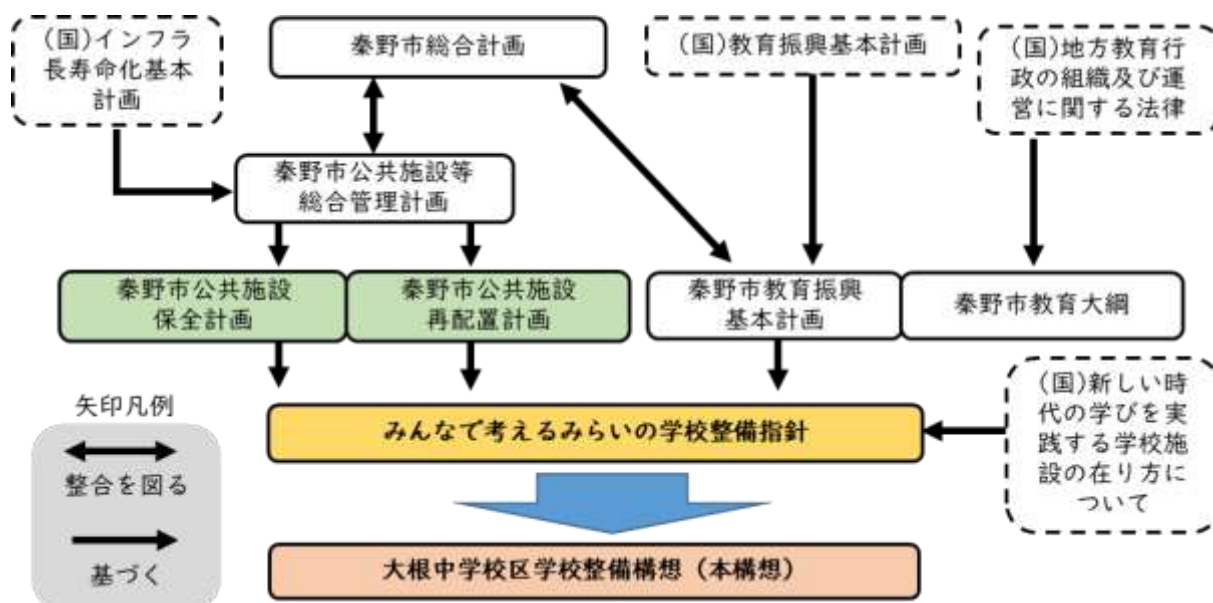 (国)インフラ
長寿命化基本
計画
秦野市総合計画
(国)教育振興基本計画
(国)地方教育行
政の組織及び運
営に関する法律
秦野市公共施設等
総合管理計画
秦野市公共施設
保全計画
秦野市公共施設
再配置計画
秦野市教育振興
基本計画
秦野市教育大綱
(国)新しい時
代の学びを実
践する学校施
設の在り方に
ついて
みんなで考えるみらいの学校整備指針
矢印凡例
整合を図る
基づく
大根中学校区学校整備構想（本構想）